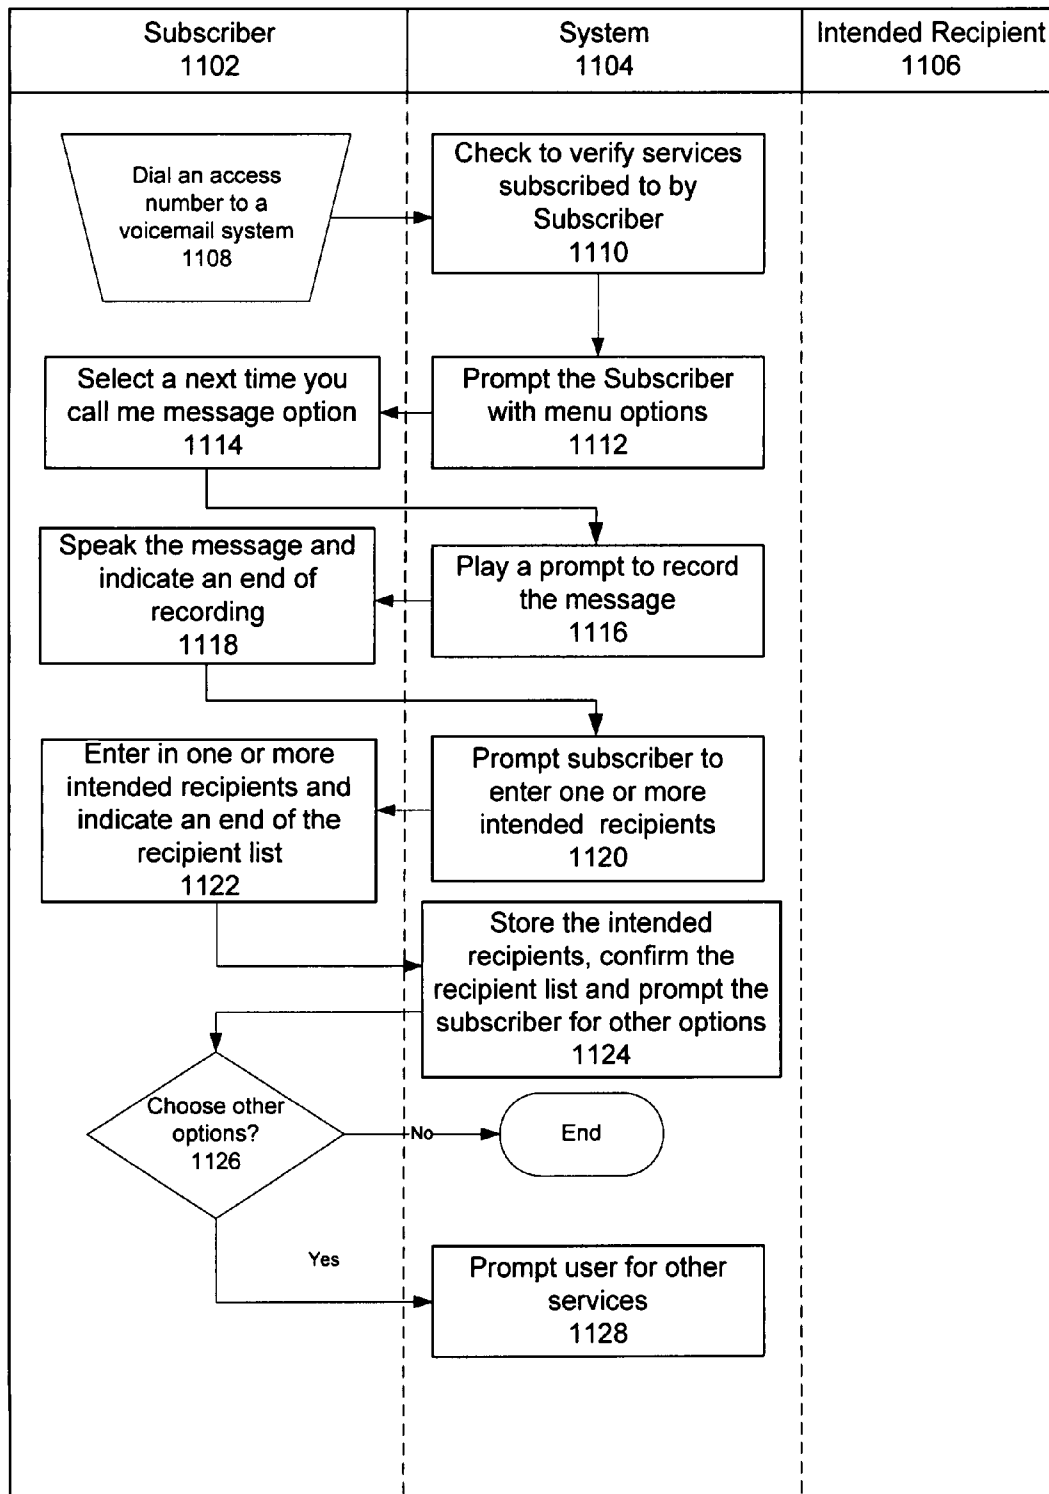 Subscriber
1102
System
1104
Intended Recipient
1106
Dial an access
number to a
voicemail system
1108
Check to verify services
subscribed to by
Subscriber
1110
Select a next time you
call me message option
1114
Prompt the Subscriber
with menu options
1112
Speak the message and
indicate an end of
recording
1118
Play a prompt to record
the message
1116
Enter in one or more
intended recipients and
indicate an end of the
recipient list
1122
Prompt subscriber to
enter one or more
intended recipients
1120
Store the intended
recipients, confirm the
recipient list and prompt the
subscriber for other options
1124
Choose other
options?
1126
No
End
Yes
Prompt user for other
services
1128